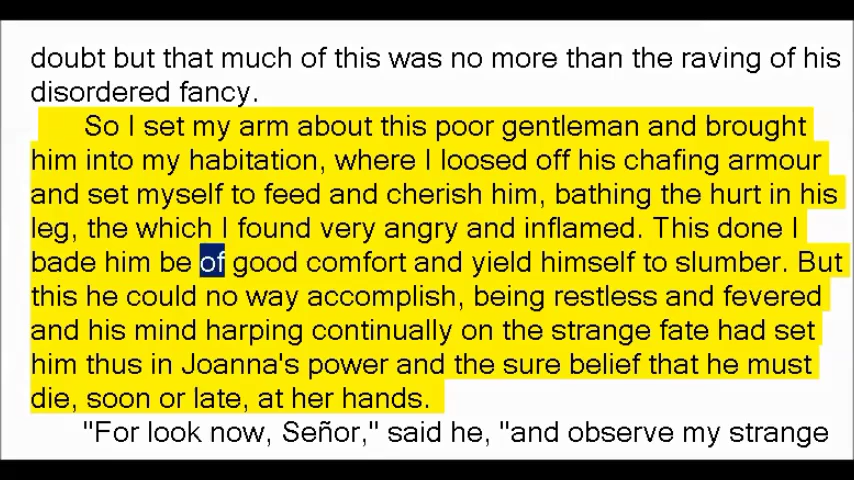 doubt but that much of this was no more than the raving of his
disordered fancy.
So I set my arm about this poor gentleman and brought
him into my habitation, where I loosed off his chafing armour
and set myself to feed and cherish him, bathing the hurt in his
leg, the which I found very angry and inflamed. This done I
bade him be of good comfort and yield himself to slumber. But
this he could no way accomplish, being restless and fevered
and his mind harping continually on the strange fate had set
him thus in Joanna's power and the sure belief that he must
die, soon or late, at her hands.
"For look now, Señor," said he, "and observe my strange